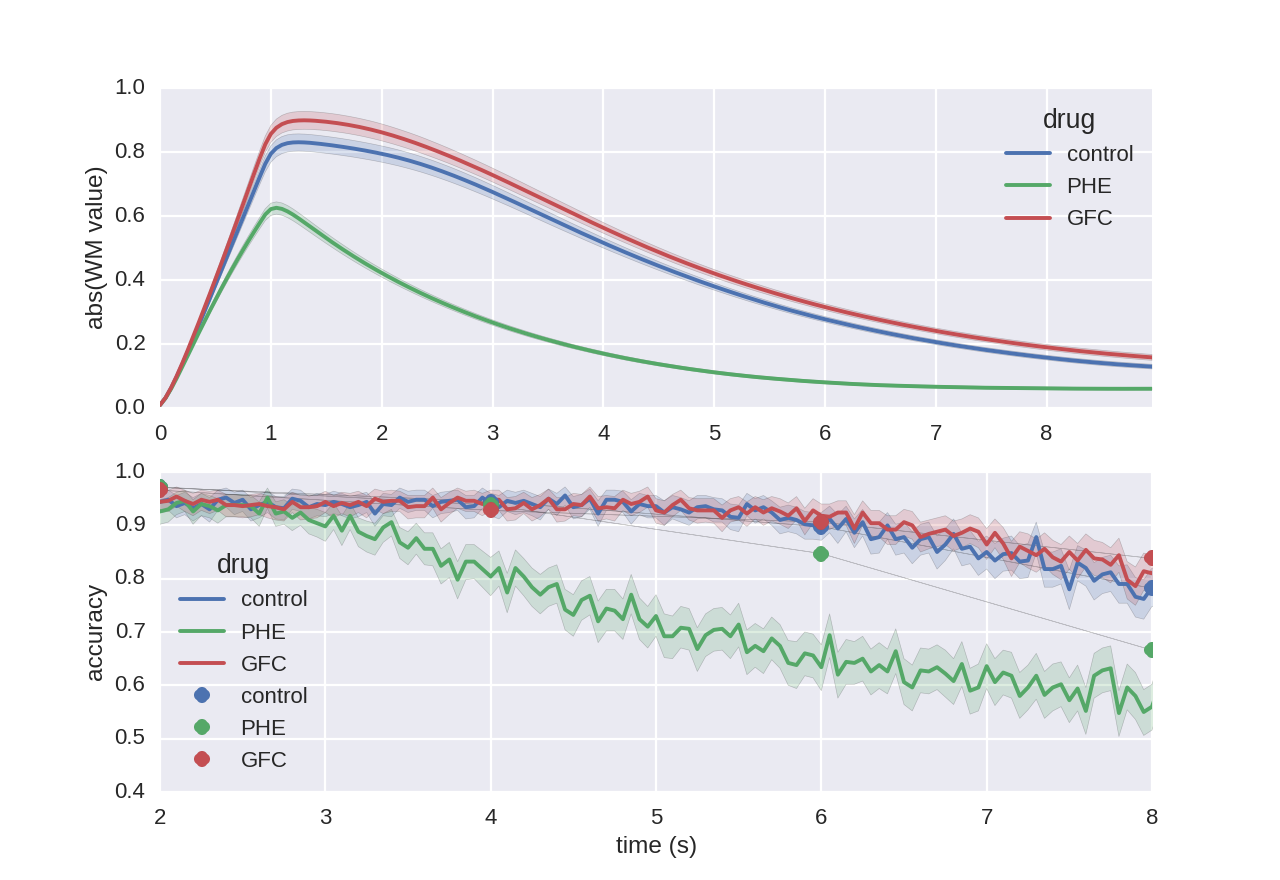 1.0
0.8
0.6
0.4
0.2
0.0
abs(WM value)
drug
control
PHE
GFC
0 1 2 3 4 5 6 7 8
1.0
0.9
0.8
0.7
0.6
0.5
0.4
accuracy
drug
control
PHE
GFC
control
PHE
GFC
2 3 4 5 6 7 8
time (s)